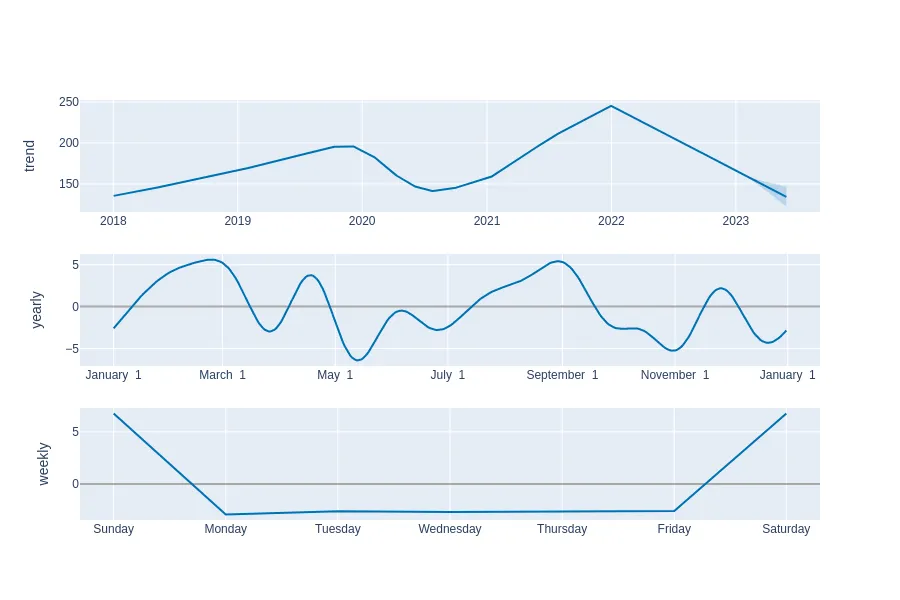 trend
250
200
150
2018 2019 2020 2021 2022 2023
yearly
5
0
−5
January 1 March 1 May 1 July 1 September 1 November 1 January 1
weekly
5
0
Sunday Monday Tuesday Wednesday Thursday Friday Saturday